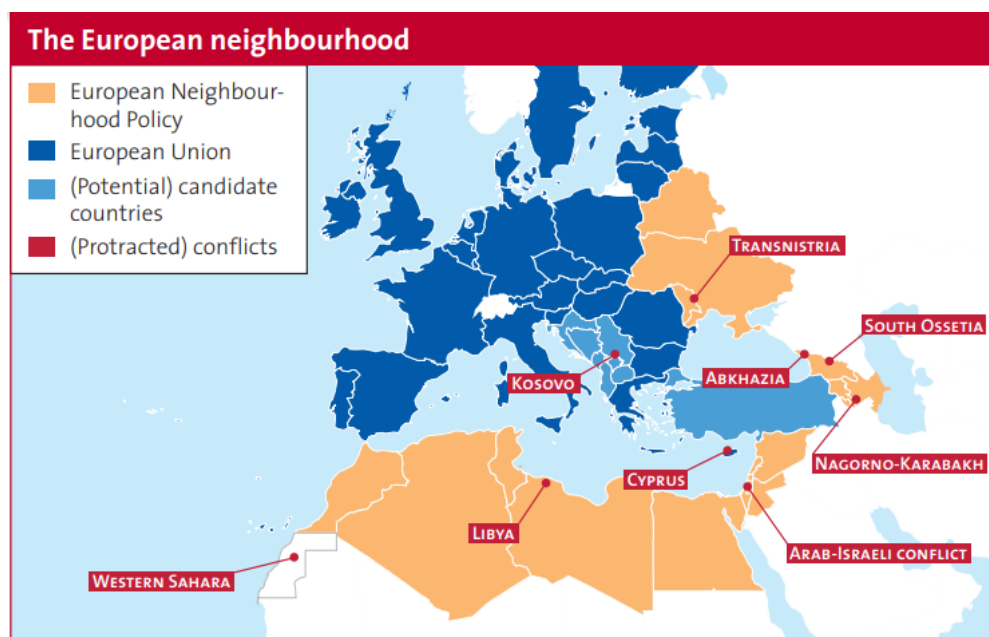 The European neighbourhood
European Neighbour-
hood Policy
European Union
(Potential) candidate
countries
(Protracted) conflicts
TRANSNISTRIA
SOUTH OSSETIA
ABKHAZIA
KOSOVO
NAGORNO-KARABAKH
CYPRUS
LIBYA
ARAB-ISRAELI CONFLICT
WESTERN SAHARA